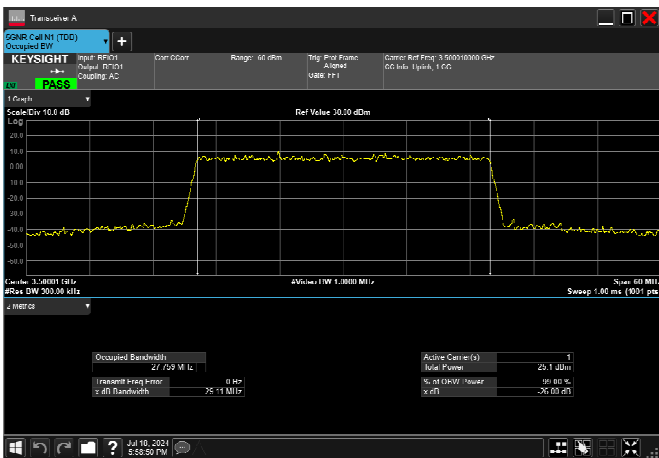 Transceiver A
5GNR Cell N1 (TBD)
Occupied BW
KEYSIGHT
PASS
Input: RFIO1
Output: RFIO1
Coupling: AC
Corr: CCorr
Range: -60 dBm
Trig: Prot Frame
Aligned
Gate: FFT
Carrier Ref Freq: 3.500010000 GHz
CC Info: Uplink, 1 CC
1 Graph
Scale/Div 10.0 dB
Ref Value 30.00 dBm
Log
20.0
10.0
0.00
-10.0
-20.0
-30.0
-40.0
-50.0
-60.0
Center 3.50001 GHz
#Video BW 1.0000 MHz
Span 60 MHz
#Res BW 300.00 kHz
Sweep 1.00 ms (1001 pts
2 Metrics
Occupied Bandwidth
27.759 MHz
Transmit Freq Error
0 Hz
x dB Bandwidth
29.11 MHz
Active Carrier(s)
1
Total Power
25.1 dBm
% of OBW Power
99.00 %
x dB
-26.00 dB
?
Jul 18, 2024
5:58:50 PM